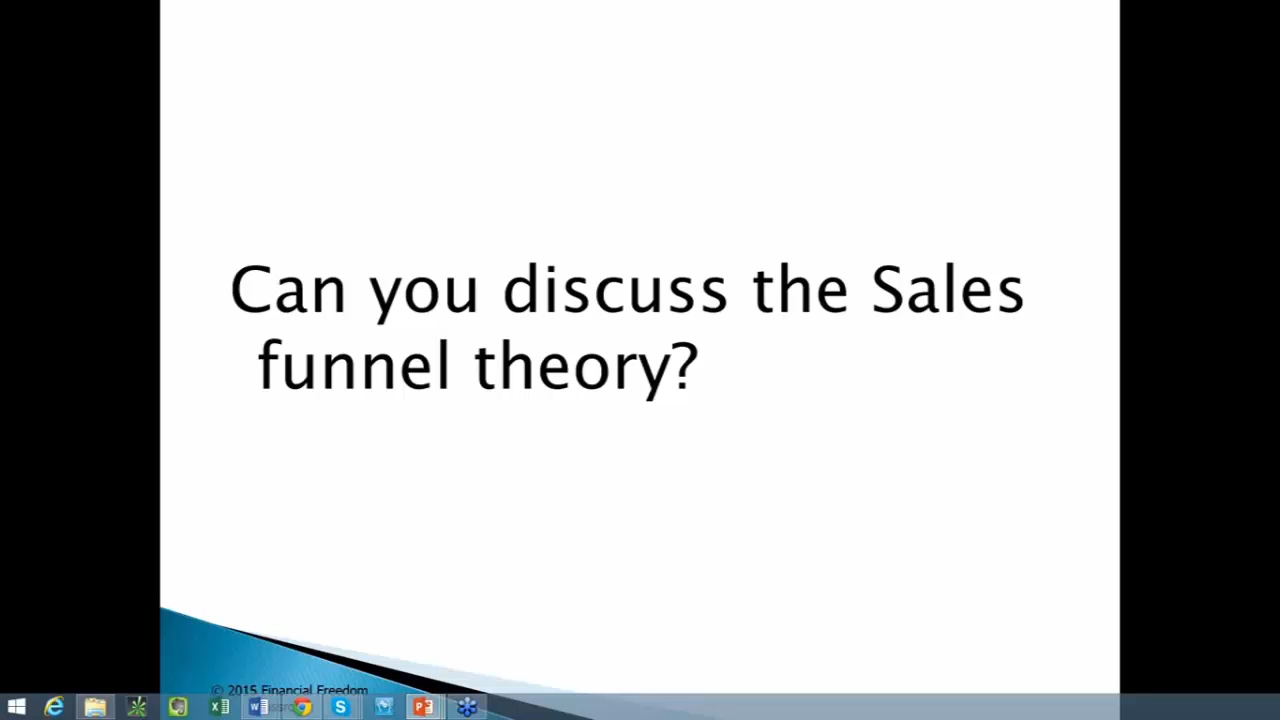 Can you discuss the Sales
funnel theory?
© 2015 Financial Freedom